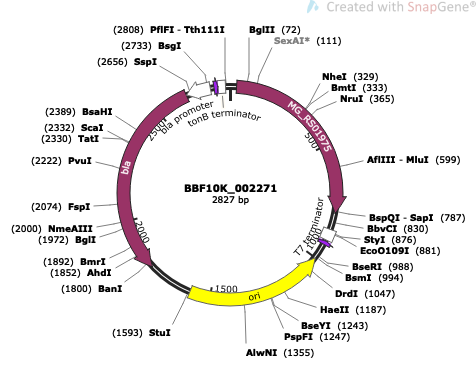 Created with SnapGene®
(2808) PflFI - Tth111I
BglII (72)
(2733) BsgI
SexAI* (111)
(2656) SspI
NheI (329)
BmtI (333)
NruI (365)
bla promoter
tonB terminator
MG_RS01975
500
2500
(2389) BsaHI
(2332) ScaI
(2330) TatI
(2222) PvuI
AflIII - MluI (599)
bla
BBF10K_002271
2827 bp
(2074) FspI
(2000) NmeAIII
(1972) BglI
2000
T7 terminator
1000
BspQI - SapI (787)
BbvCI (830)
StyI (876)
EcoO109I (881)
(1892) BmrI
(1852) AhdI
(1800) BanI
BseRI (988)
BsmI (994)
DrdI (1047)
1500
ori
HaeII (1187)
(1593) StuI
BseYI (1243)
PspFI (1247)
AlwNI (1355)